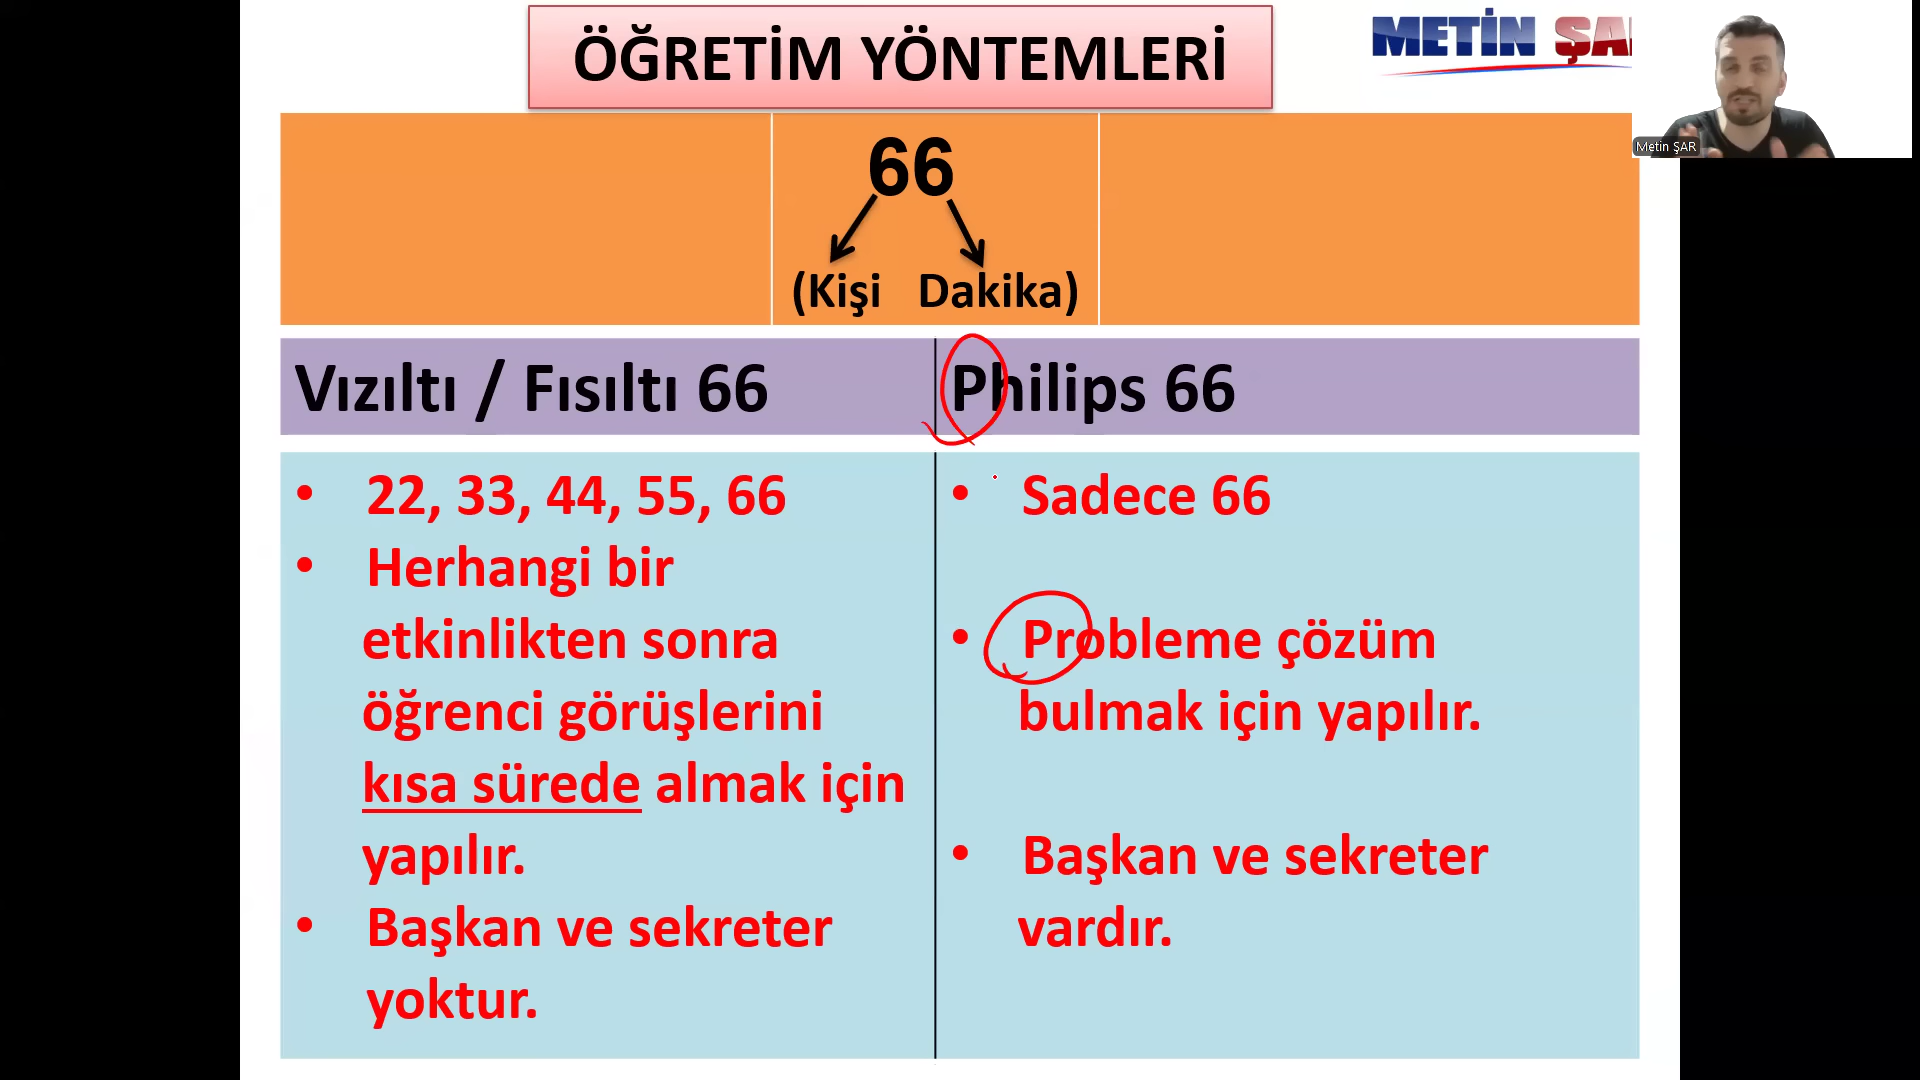 ÖĞRETİM YÖNTEMLERİ
METİN ŞA
Metin ŞAR
66
(Kişi Dakika)
Vızıltı / Fısıltı 66
Philips 66
• 22, 33, 44, 55, 66
• Herhangi bir
etkinlikten sonra
öğrenci görüşlerini
kısa sürede almak için
yapılır.
• Başkan ve sekreter
yoktur.
• Sadece 66
• Probleme çözüm
bulmak için yapılır.
• Başkan ve sekreter
vardır.